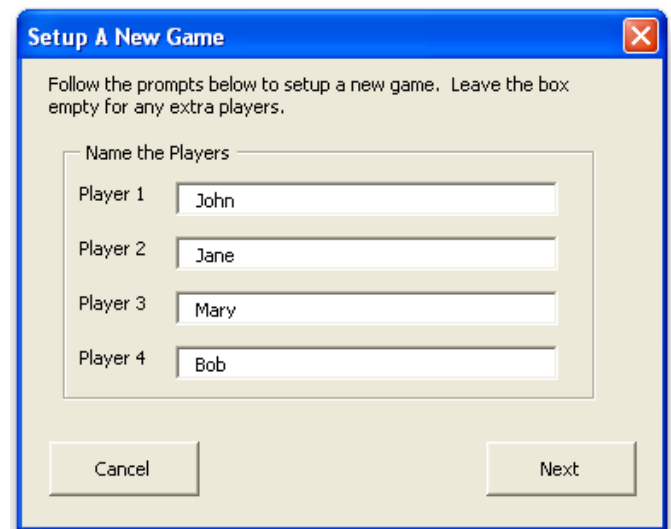 Setup A New Game
Follow the prompts below to setup a new game. Leave the box
empty for any extra players.
Name the Players
Player 1 John
Player 2 Jane
Player 3 Mary
Player 4 Bob
Cancel Next